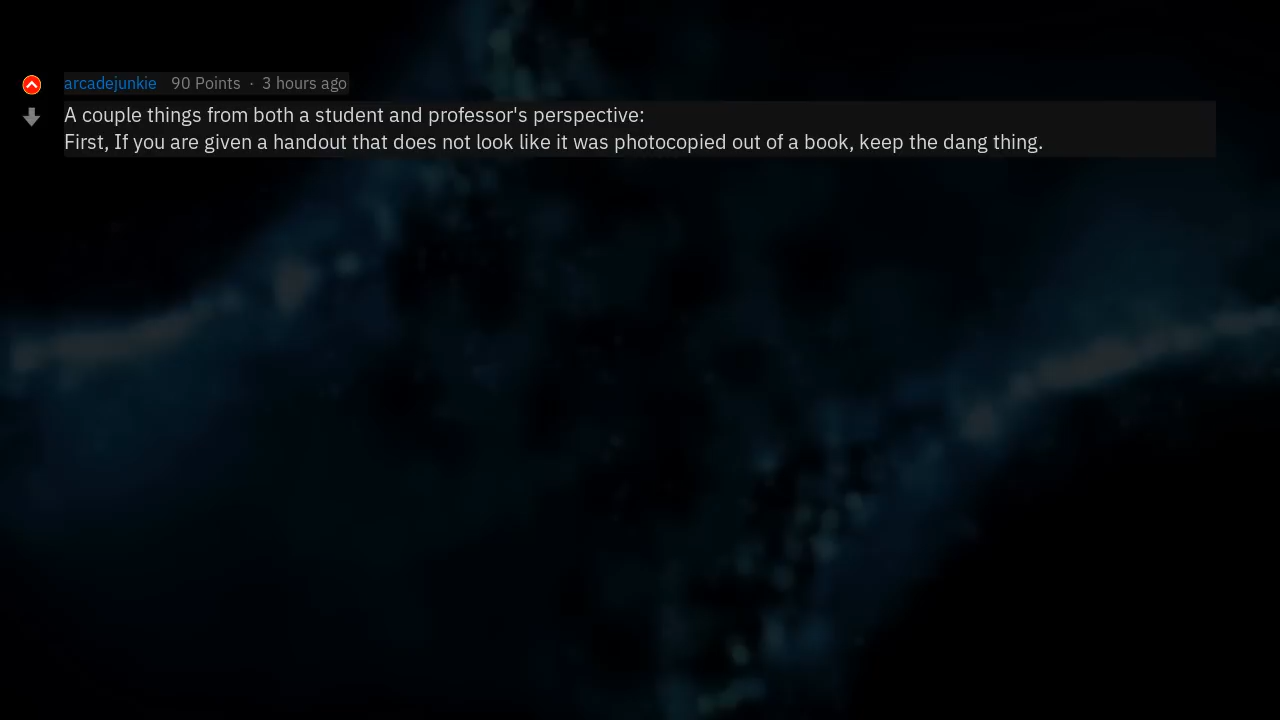 arcadejunkie 90 Points · 3 hours ago
A couple things from both a student and professor's perspective:
First, If you are given a handout that does not look like it was photocopied out of a book, keep the dang thing.